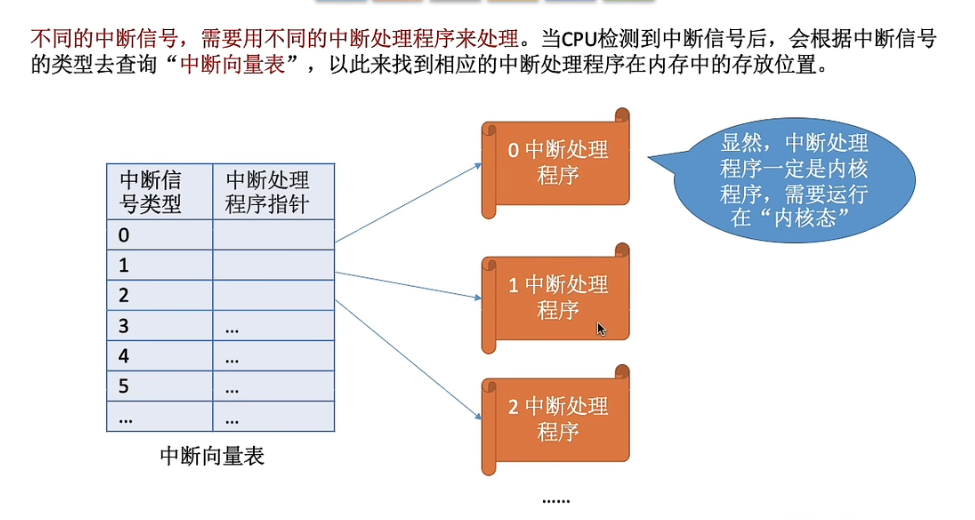 不同的中断信号，需要用不同的中断处理程序来处理。当CPU检测到中断信号后，会根据中断信号
的类型去查询“中断向量表”，以此来找到相应的中断处理程序在内存中的存放位置。
中断信
号类型
中断处理
程序指针
0
1
2
3 ...
4 ...
5 ...
... ...
中断向量表
0 中断处理
程序
1 中断处理
程序
2 中断处理
程序
......
显然，中断处理
程序一定是内核
程序，需要运行
在“内核态”